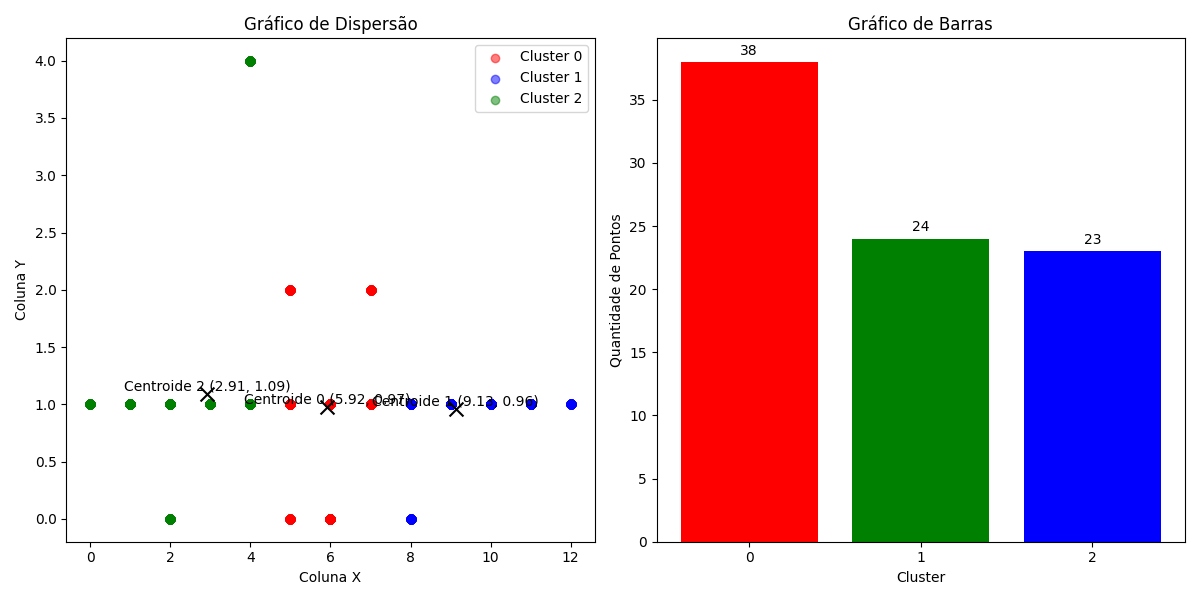 Gráfico de Dispersão
Cluster 0
Cluster 1
Cluster 2
4.0
3.5
3.0
2.5
2.0
1.5
1.0
0.5
0.0
Coluna Y
Centroide 2 (2.91, 1.09)
Centroide 0 (5.92, 0.97)
Centroide 1 (9.12, 0.96)
0 2 4 6 8 10 12
Coluna X
Gráfico de Barras
38
24
23
35
30
25
20
15
10
5
0
Quantidade de Pontos
0 1 2
Cluster